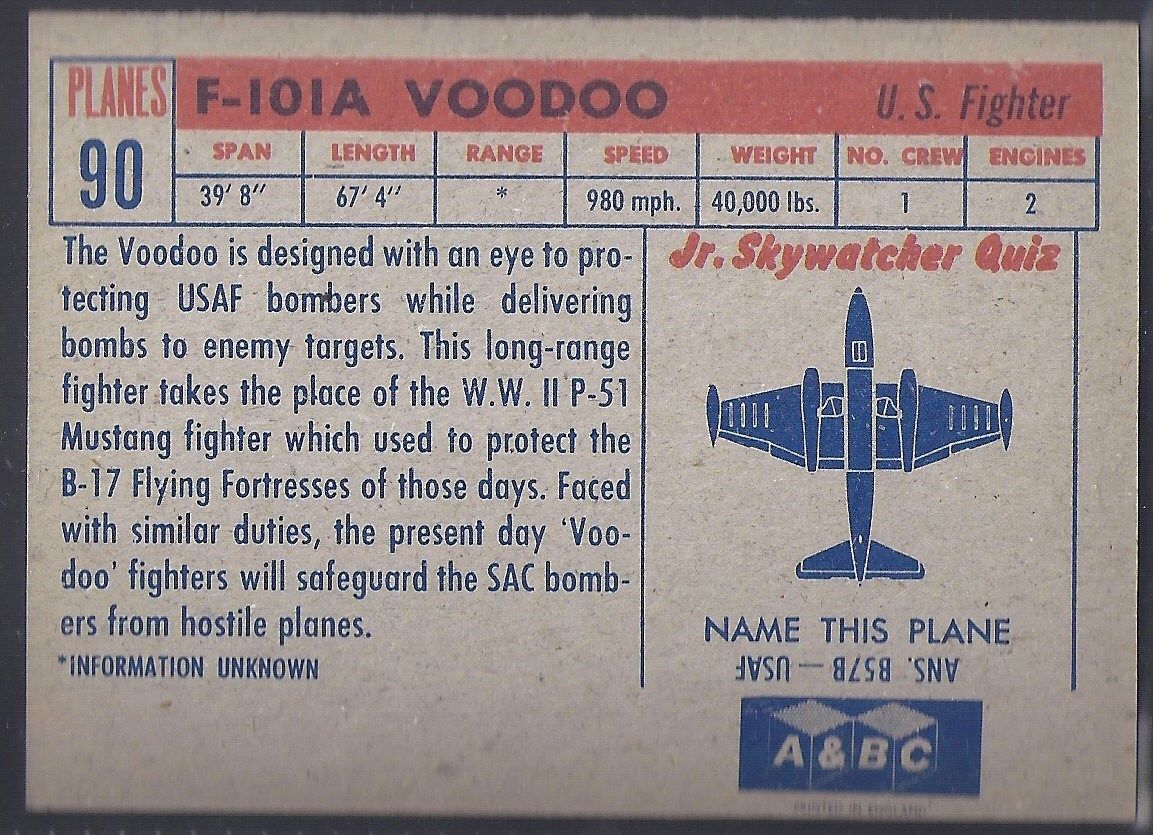 PLANES
90
F-101A VOODOO U. S. Fighter
SPAN LENGTH RANGE SPEED WEIGHT NO. CREW ENGINES
39' 8" 67' 4" * 980 mph. 40,000 lbs. 1 2
The Voodoo is designed with an eye to pro-
tecting USAF bombers while delivering
bombs to enemy targets. This long-range
fighter takes the place of the W.W. II P-51
Mustang fighter which used to protect the
B-17 Flying Fortresses of those days. Faced
with similar duties, the present day 'Voo-
doo' fighters will safeguard the SAC bomb-
ers from hostile planes.
*INFORMATION UNKNOWN
Jr. Skywatcher Quiz
NAME THIS PLANE
ANS. B57B — USAF
A & B C
PRINTED IN ENGLAND